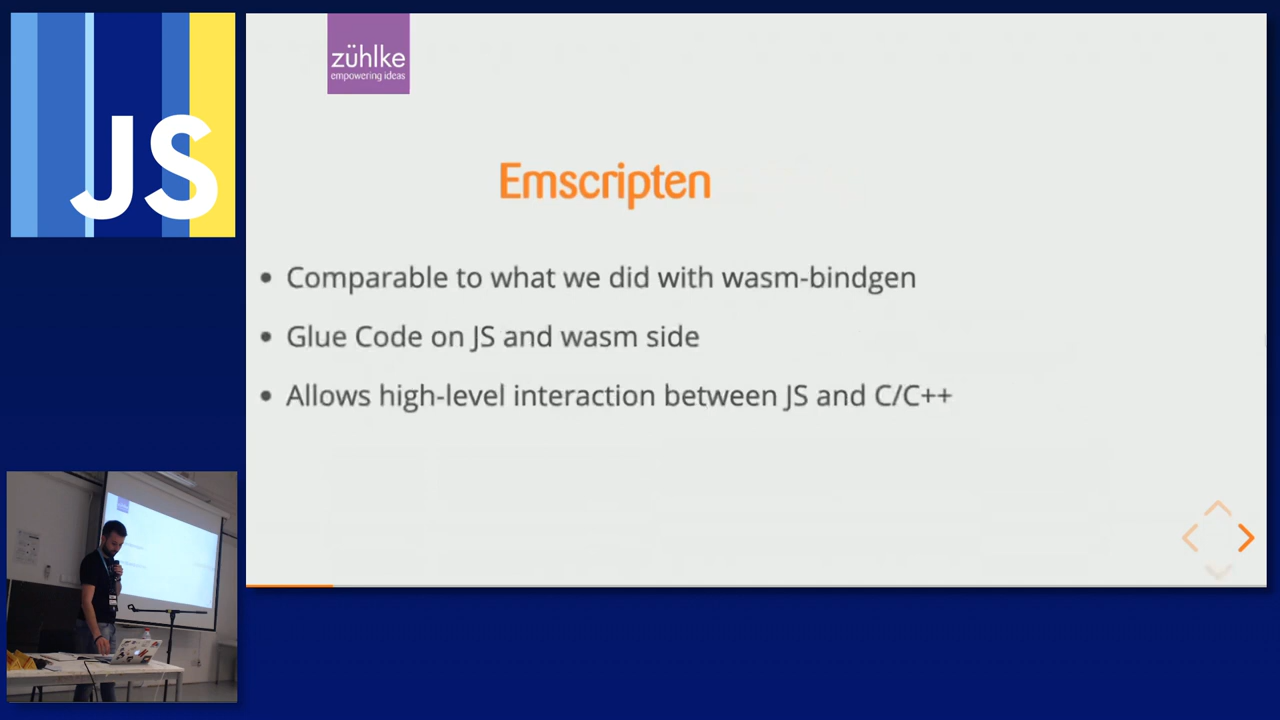 JS
zühlke
empowering ideas
Emscripten
Comparable to what we did with wasm-bindgen
Glue Code on JS and wasm side
Allows high-level interaction between JS and C/C++